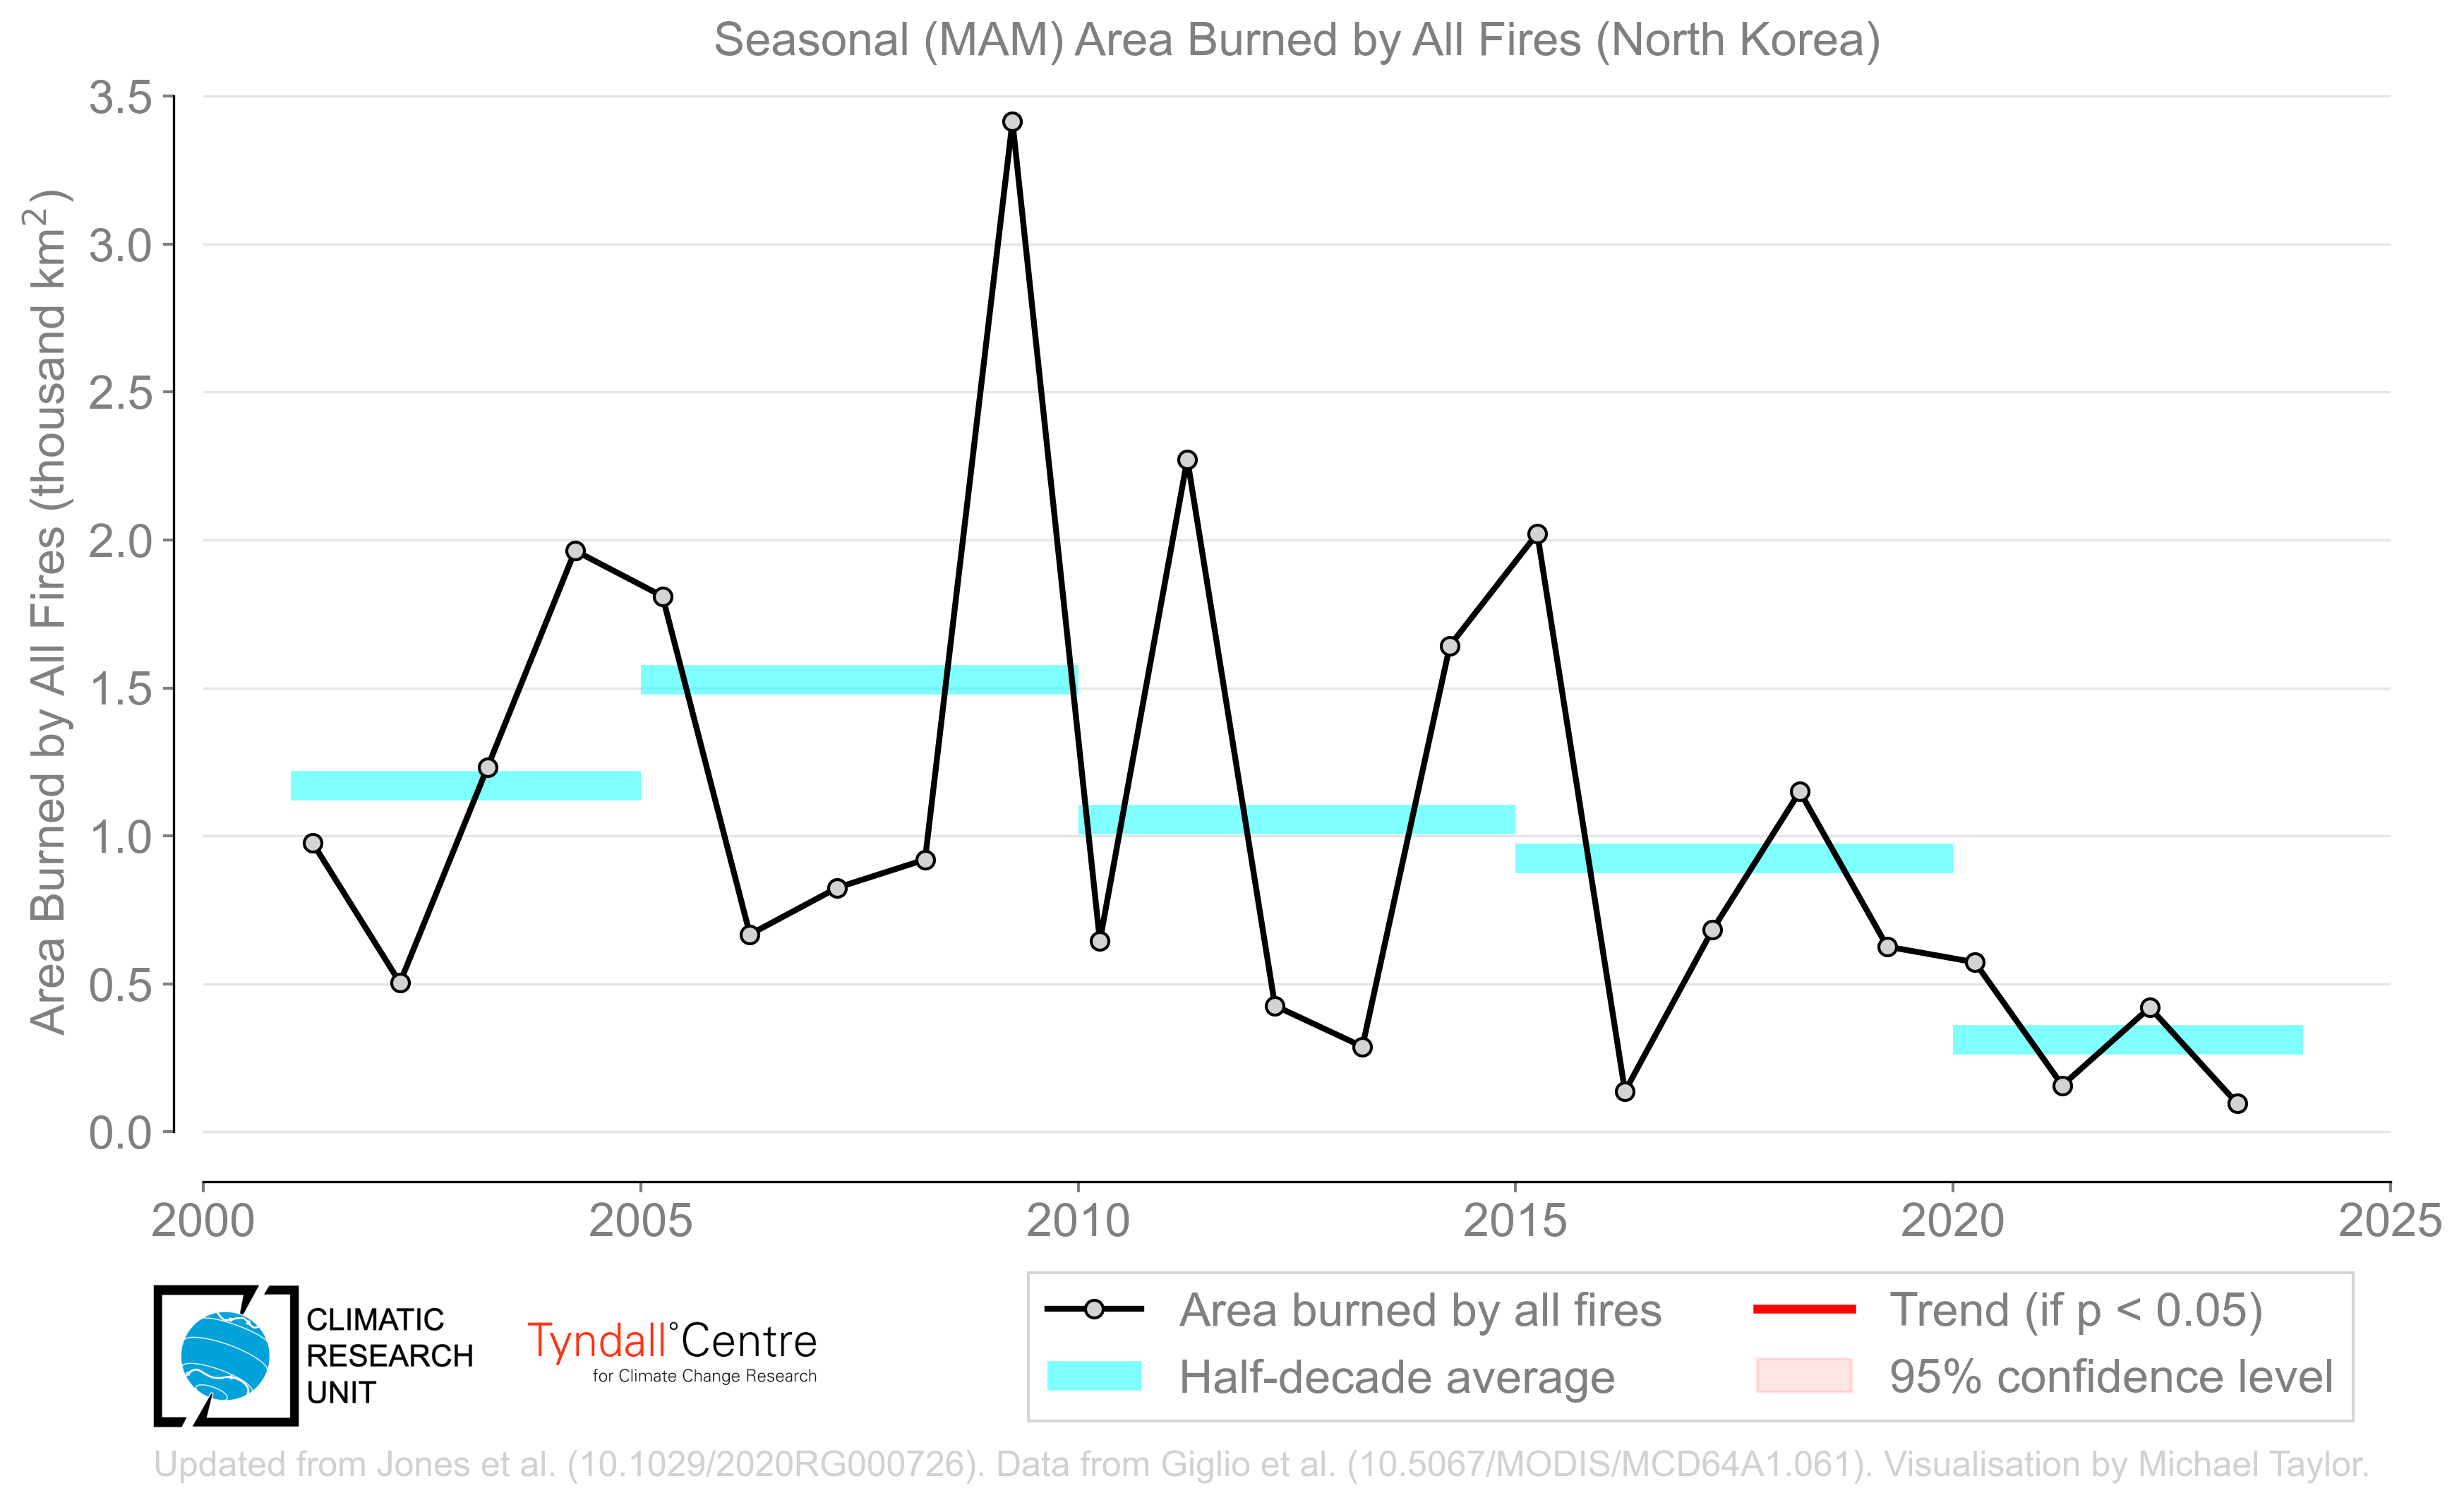 Seasonal (MAM) Area Burned by All Fires (North Korea)
Area Burned by All Fires (thousand km²)
3.5
3.0
2.5
2.0
1.5
1.0
0.5
0.0
2000 2005 2010 2015 2020 2025
CLIMATIC
RESEARCH
UNIT
Tyndall°Centre
for Climate Change Research
Area burned by all fires
Half-decade average
Trend (if p < 0.05)
95% confidence level
Updated from Jones et al. (10.1029/2020RG000726). Data from Giglio et al. (10.5067/MODIS/MCD64A1.061). Visualisation by Michael Taylor.